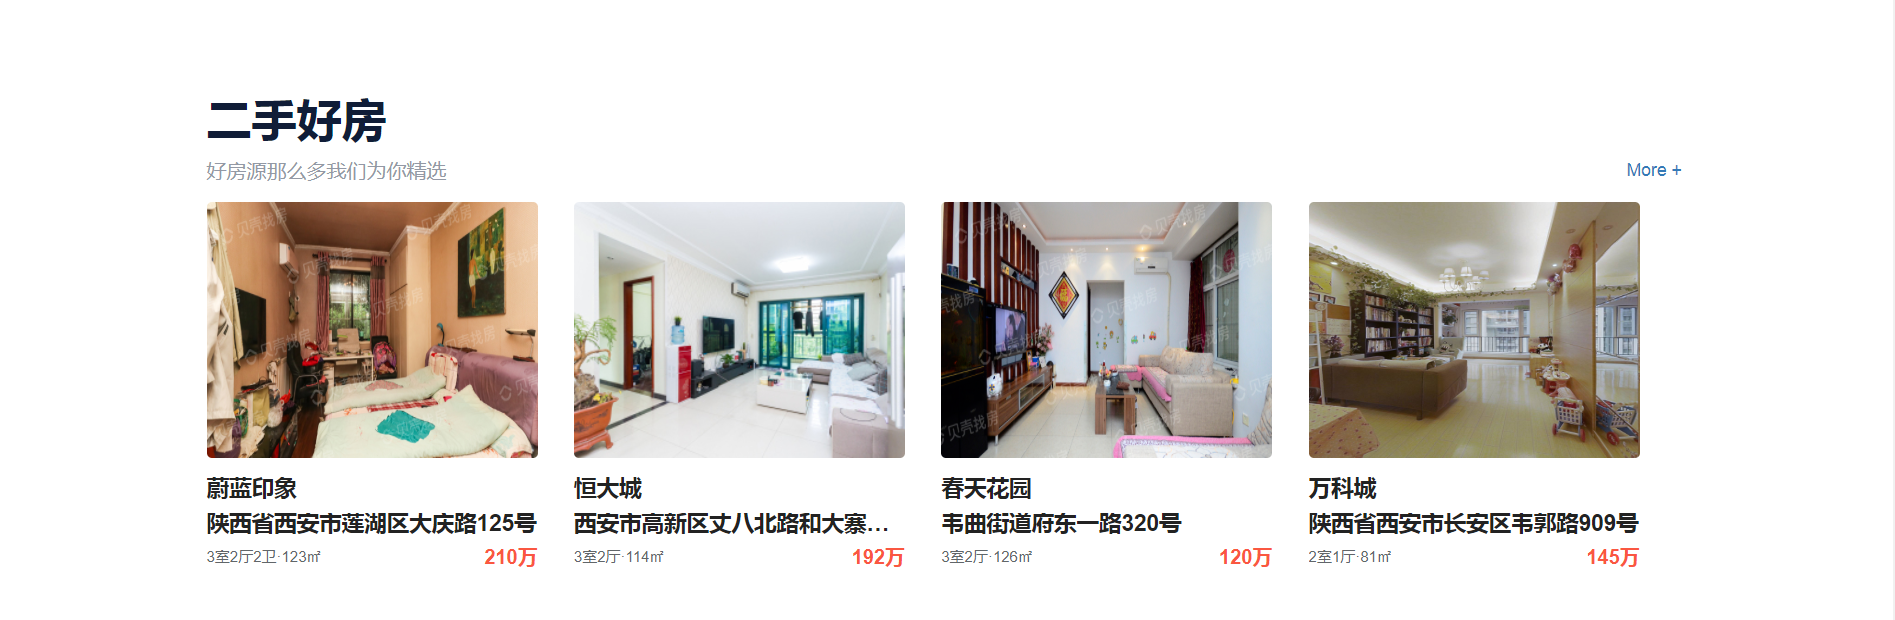 二手好房
好房源那么多我们为你精选
More +
蔚蓝印象
陕西省西安市莲湖区大庆路125号
3室2厅2卫·123㎡
210万
恒大城
西安市高新区丈八北路和大寨...
3室2厅·114㎡
192万
春天花园
韦曲街道府东一路320号
3室2厅·126㎡
120万
万科城
陕西省西安市长安区韦郭路909号
2室1厅·81㎡
145万
贝壳找房